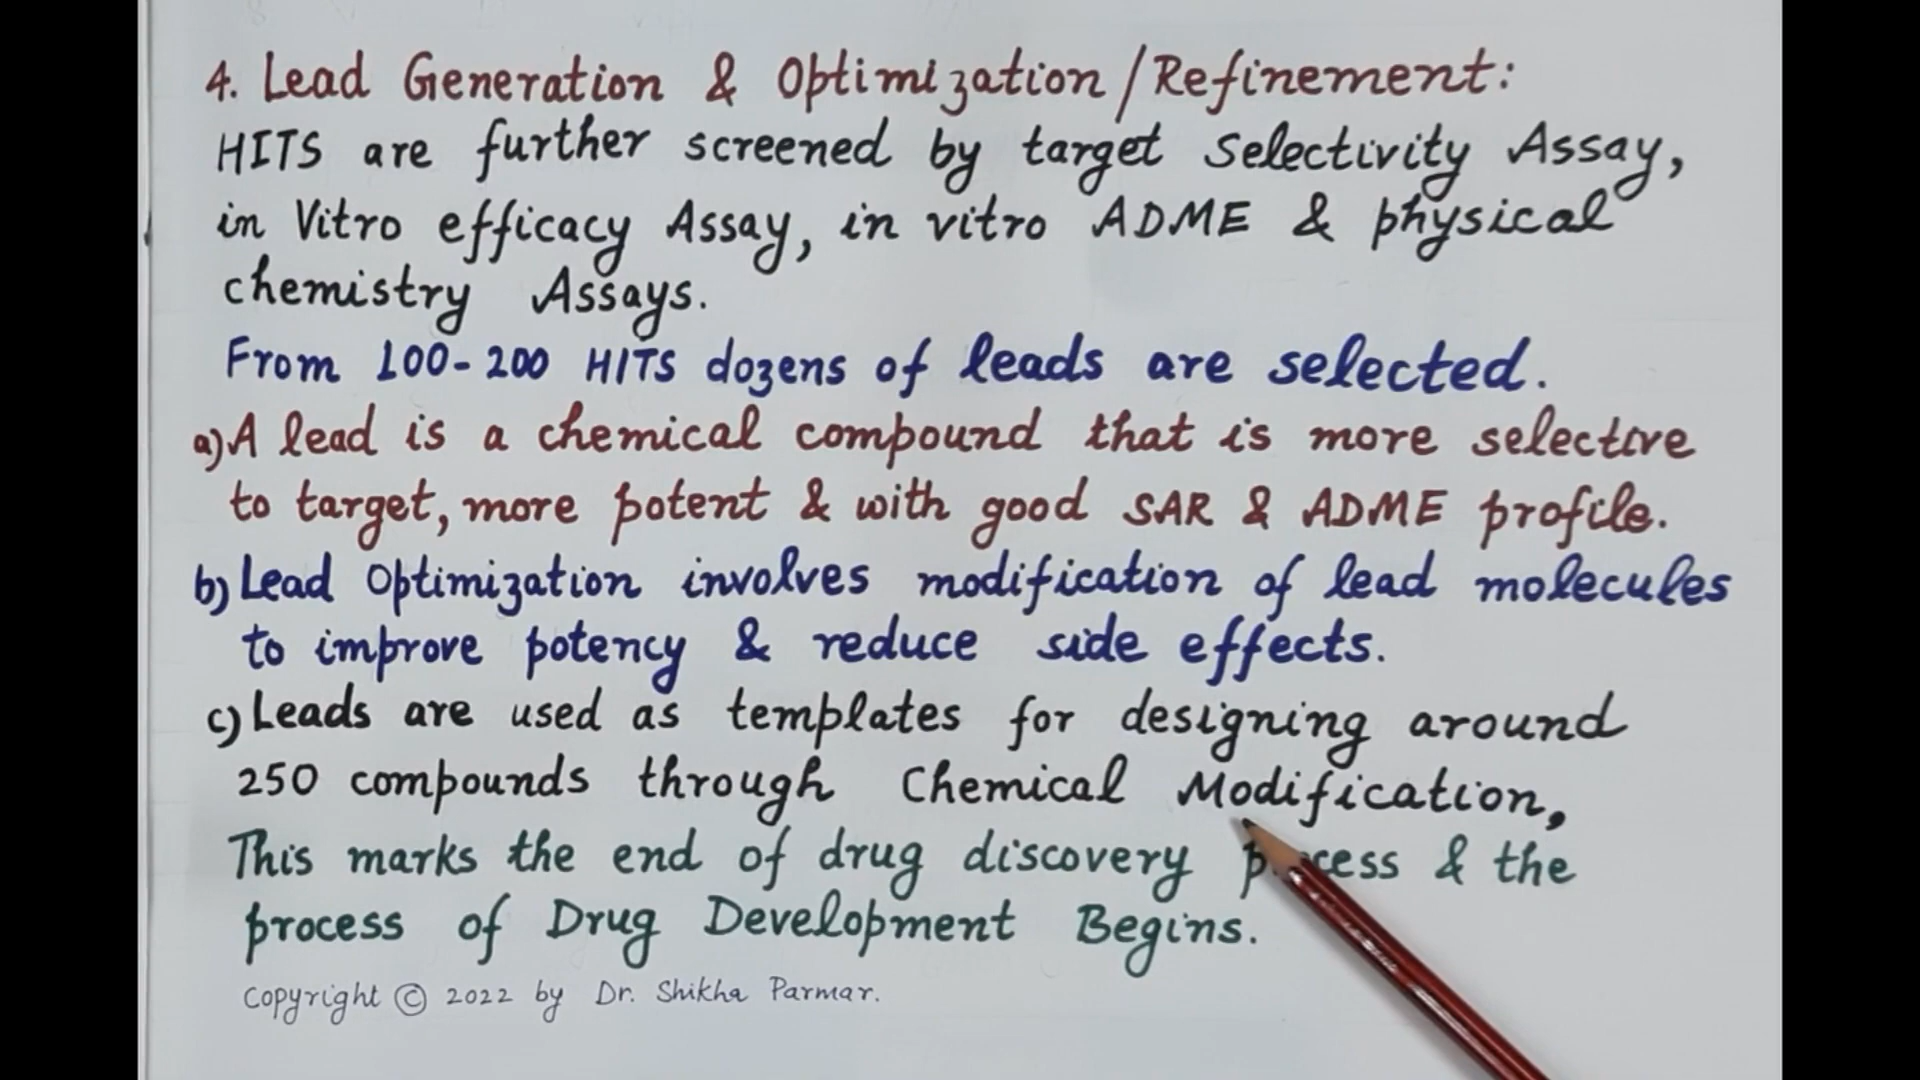 4. Lead Generation & Optimization/Refinement:
HITS are further screened by target Selectivity Assay,
in Vitro efficacy Assay, in vitro ADME & physical
chemistry Assays.
From 100-200 HITS dozens of leads are selected.
a) A lead is a chemical compound that is more selective
to target, more potent & with good SAR & ADME profile.
b) Lead Optimization involves modification of lead molecules
to improve potency & reduce side effects.
c) Leads are used as templates for designing around
250 compounds through Chemical Modification,
This marks the end of drug discovery process & the
process of Drug Development Begins.
Copyright © 2022 by Dr. Shikha Parmar.